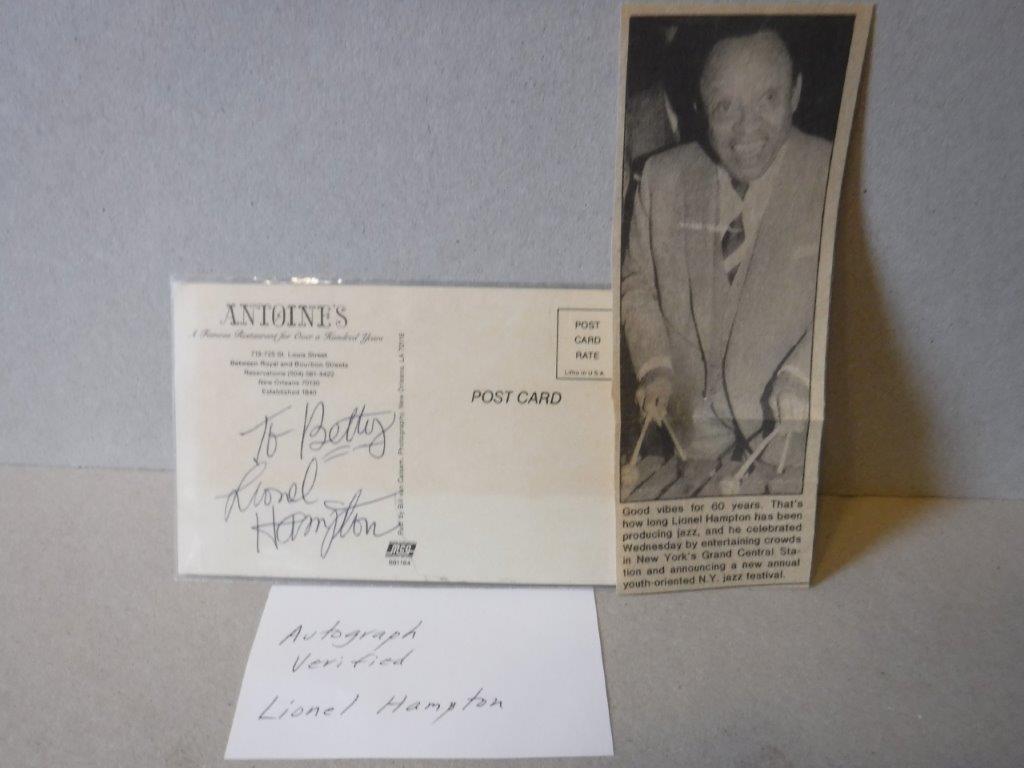 ANTOINE'S
A Famous Restaurant for Over a Hundred Years
713-725 St. Louis Street
Between Royal and Bourbon Streets
Reservations (504) 581-4422
New Orleans 70130
Established 1840
To Betty
Lionel
Hampton
Photography New Orleans, LA
POST
CARD
RATE
Litho in U.S.A.
POST CARD
Good vibes for 60 years. That's
how long Lionel Hampton has been
producing jazz, and he celebrated
Wednesday by entertaining crowds
in New York's Grand Central Sta-
tion and announcing a new annual
youth-oriented N.Y. jazz festival.
Autograph
Verified
Lionel Hampton